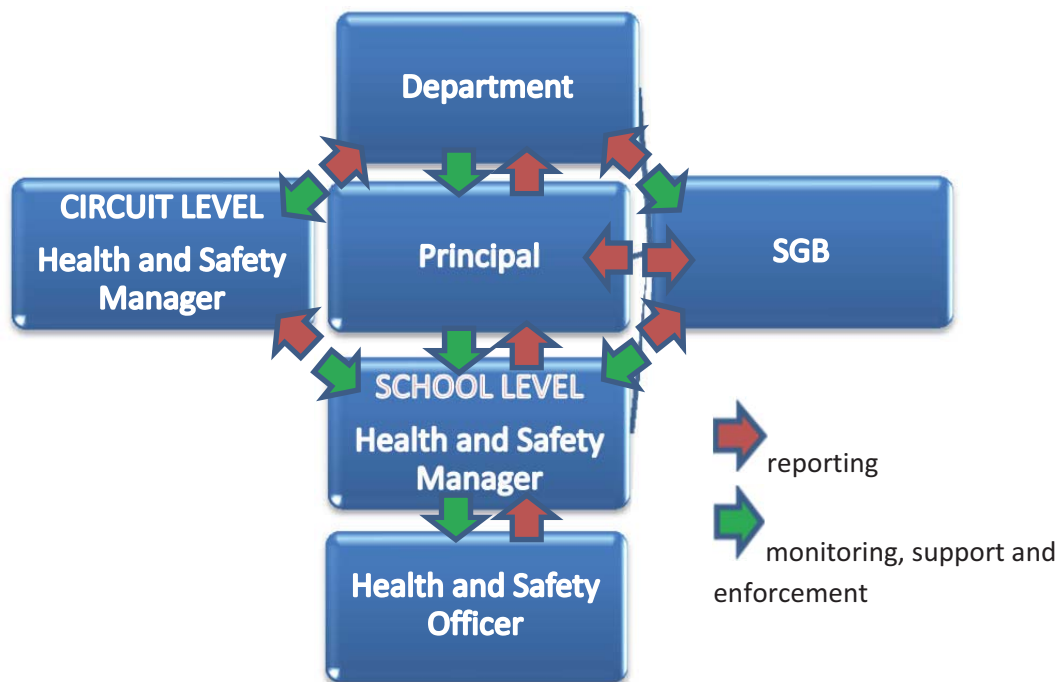 Department
CIRCUIT LEVEL
Health and Safety
Manager
Principal
SGB
SCHOOL LEVEL
Health and Safety
Manager
Health and Safety
Officer
reporting
monitoring, support and
enforcement